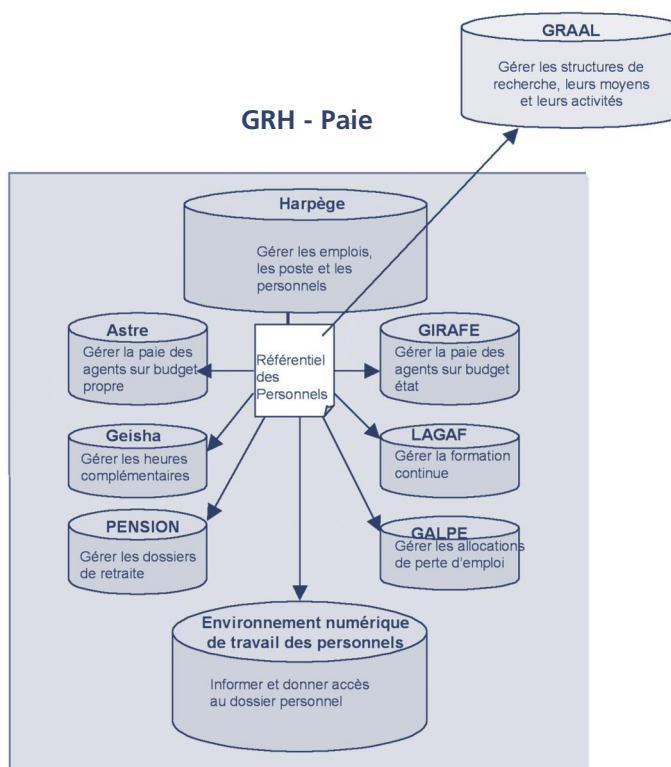 GRAAL
Gérer les structures de
recherche, leurs moyens
et leurs activités
GRH - Paie
Harpège
Gérer les emplois,
les poste et les
personnels
Astre
Gérer la paie des
agents sur budget
propre
Référentiel
des
Personnels
GIRAFE
Gérer la paie des
agents sur budget
état
Geisha
Gérer les heures
complémentaires
LAGAF
Gérer la formation
continue
PENSION
Gérer les dossiers
de retraite
GALPE
Gérer les allocations
de perte d'emploi
Environnement numérique
de travail des personnels
Informer et donner accès
au dossier personnel